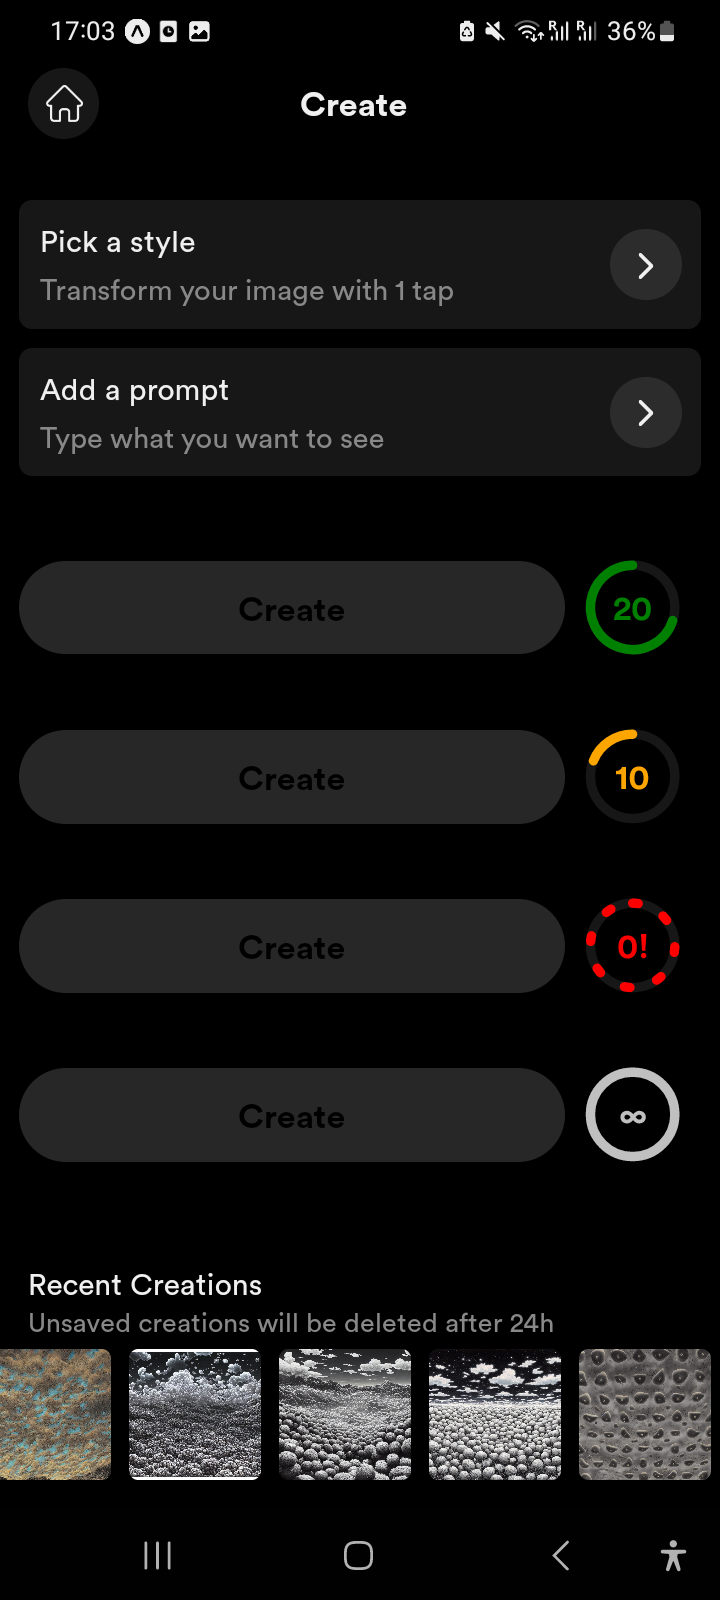 17:03
36%
Create
Pick a style
Transform your image with 1 tap
Add a prompt
Type what you want to see
Create
20
Create
10
Create
0!
Create
∞
Recent Creations
Unsaved creations will be deleted after 24h